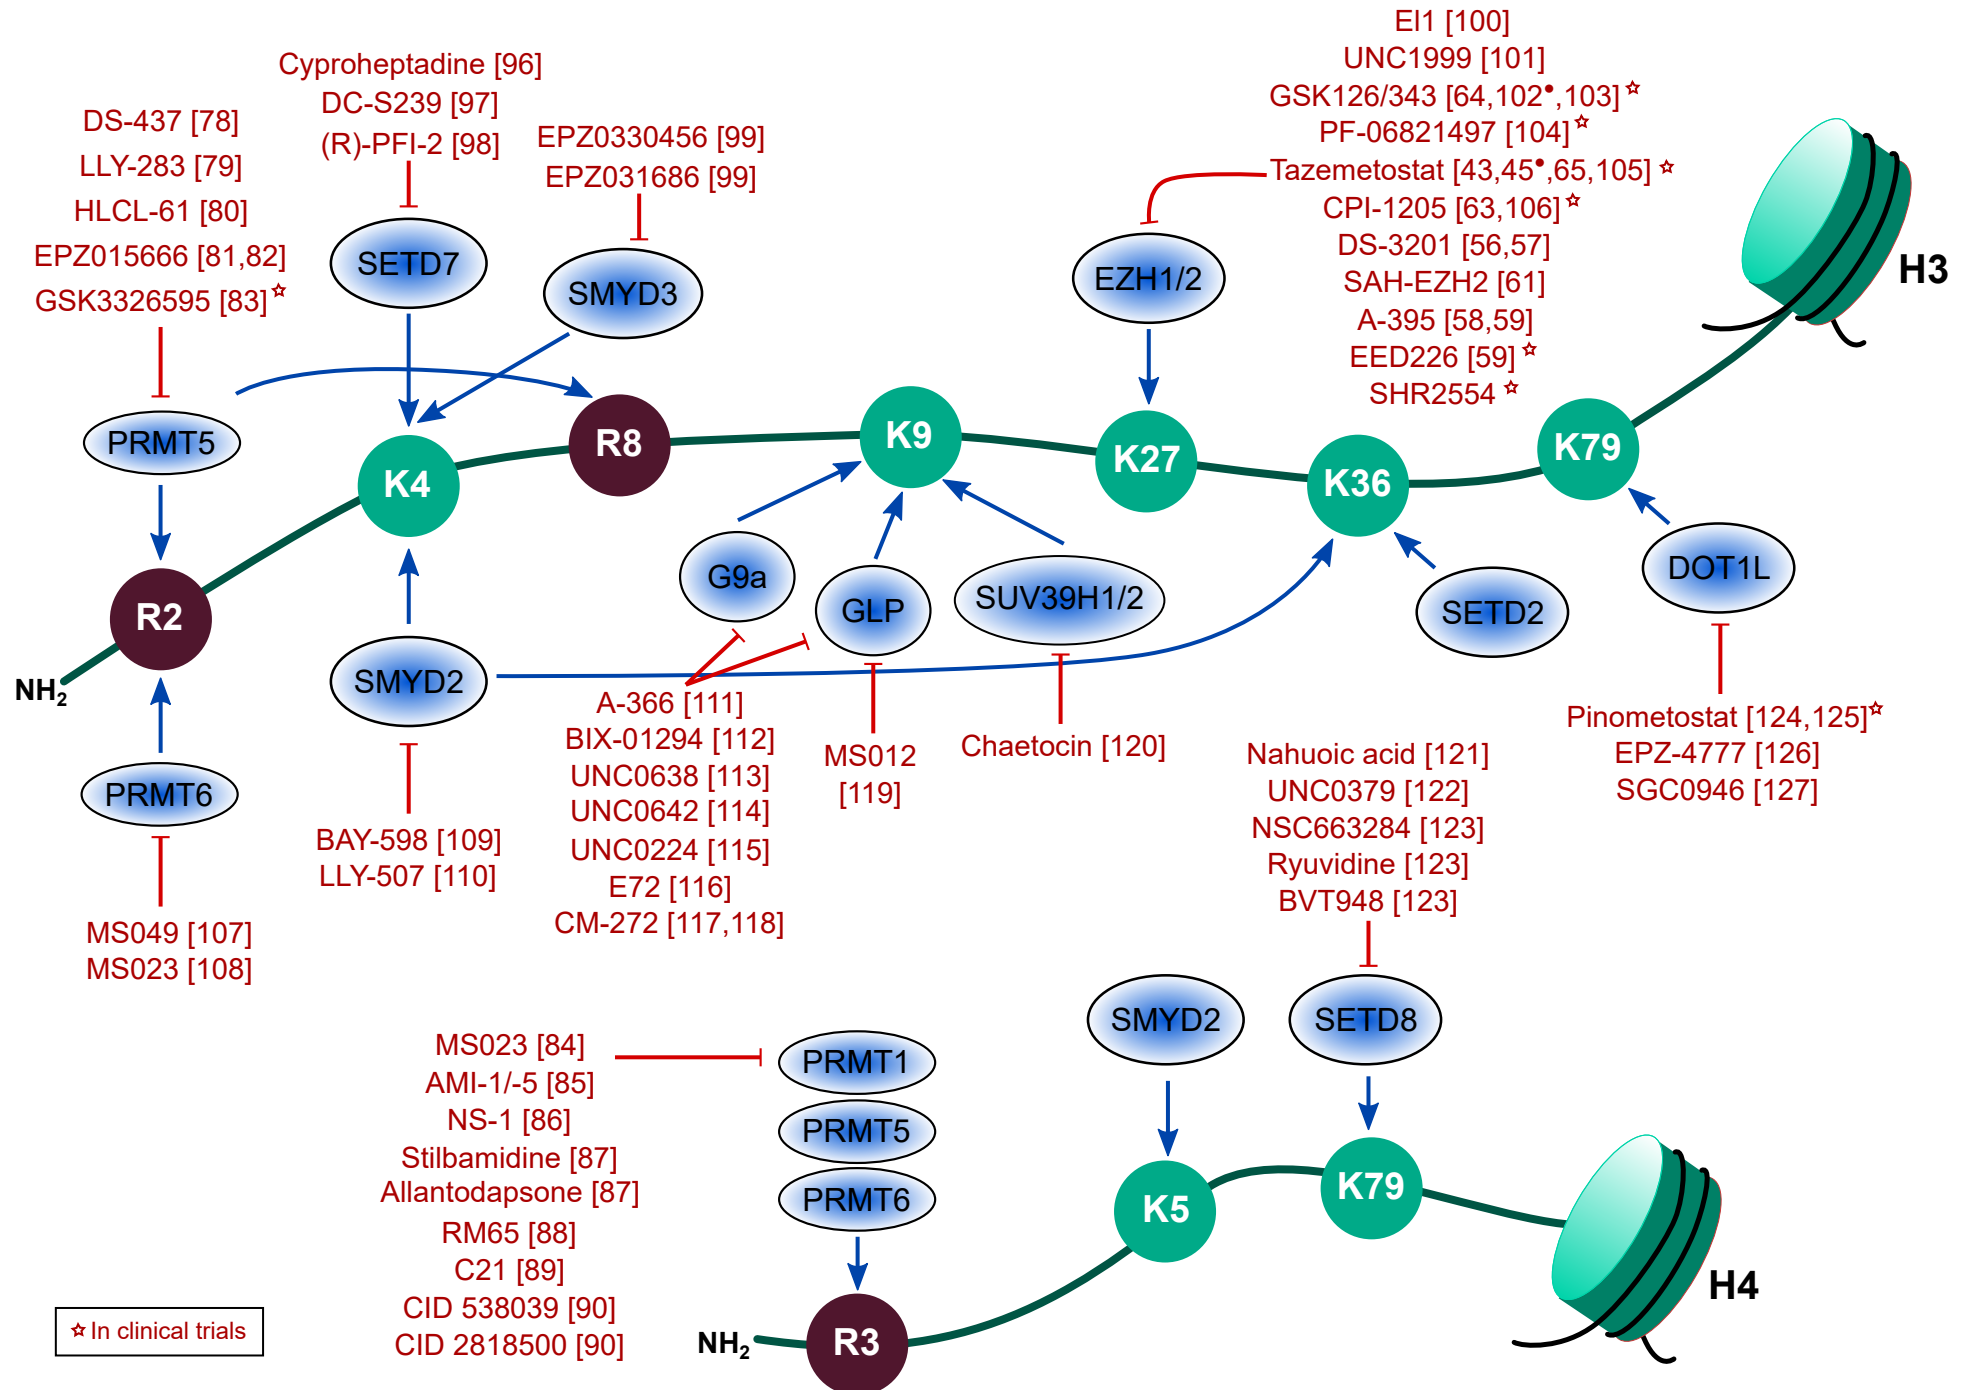 Cyproheptadine [96]
DC-S239 [97]
(R)-PFI-2 [98]
DS-437 [78]
LLY-283 [79]
HLCL-61 [80]
EPZ015666 [81,82]
GSK3326595 [83]☆
EPZ0330456 [99]
EPZ031686 [99]
EI1 [100]
UNC1999 [101]
GSK126/343 [64,102•,103]☆
PF-06821497 [104]☆
Tazemetostat [43,45•,65,105]☆
CPI-1205 [63,106]☆
DS-3201 [56,57]
SAH-EZH2 [61]
A-395 [58,59]
EED226 [59]☆
SHR2554☆
H3
SETD7
SMYD3
EZH1/2
PRMT5
K4
R8
K9
K27
K36
K79
R2
NH2
G9a
GLP
SUV39H1/2
SETD2
DOT1L
SMYD2
PRMT6
MS049 [107]
MS023 [108]
BAY-598 [109]
LLY-507 [110]
A-366 [111]
BIX-01294 [112]
UNC0638 [113]
UNC0642 [114]
UNC0224 [115]
E72 [116]
CM-272 [117,118]
MS012
[119]
Chaetocin [120]
Pinometostat [124,125]☆
EPZ-4777 [126]
SGC0946 [127]
Nahuoic acid [121]
UNC0379 [122]
NSC663284 [123]
Ryuvidine [123]
BVT948 [123]
MS023 [84]
AMI-1/-5 [85]
NS-1 [86]
Stilbamidine [87]
Allantodapsone [87]
RM65 [88]
C21 [89]
CID 538039 [90]
CID 2818500 [90]
PRMT1
PRMT5
PRMT6
SMYD2
SETD8
K5
K79
R3
NH2
H4
☆ In clinical trials